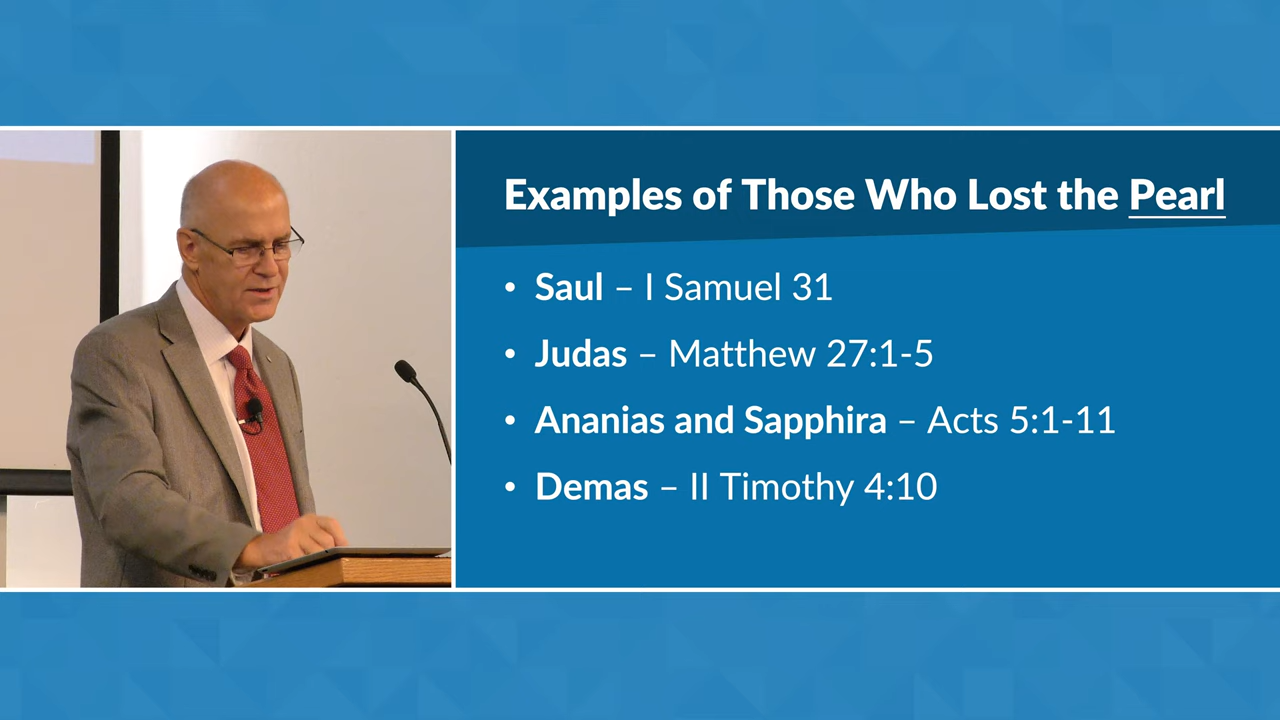 Examples of Those Who Lost the Pearl
• Saul – I Samuel 31
• Judas – Matthew 27:1-5
• Ananias and Sapphira – Acts 5:1-11
• Demas – II Timothy 4:10